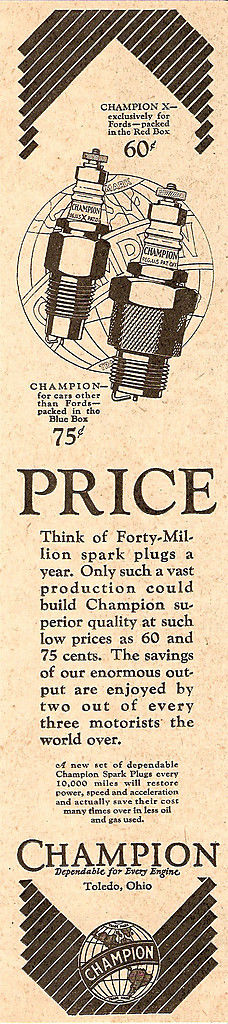 CHAMPION X—
exclusively for
Fords—packed
in the Red Box
60¢
CHAMPION
X
CHAMPION
CHAMPION—
for cars other
than Fords—
packed in the
Blue Box
75¢
PRICE
Think of Forty-Mil-
lion spark plugs a
year. Only such a vast
production could
build Champion su-
perior quality at such
low prices as 60 and
75 cents. The savings
of our enormous out-
put are enjoyed by
two out of every
three motorists the
world over.
A new set of dependable
Champion Spark Plugs every
10,000 miles will restore
power, speed and acceleration
and actually save their cost
many times over in less oil
and gas used.
CHAMPION
Dependable for Every Engine
Toledo, Ohio
CHAMPION